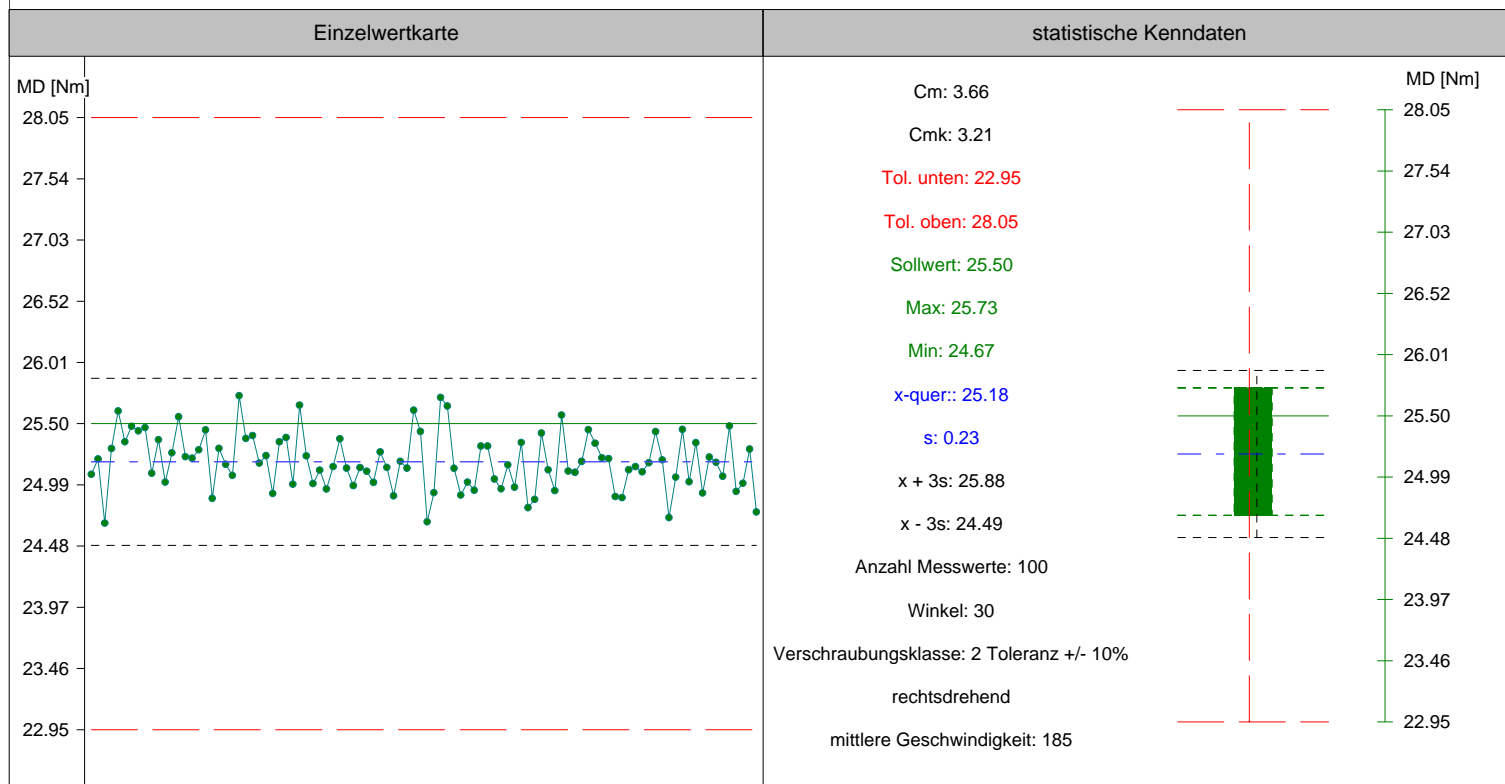 Einzelwertkarte
statistische Kenndaten
MD [Nm]
28.05
27.54
27.03
26.52
26.01
25.50
24.99
24.48
23.97
23.46
22.95
Cm: 3.66
Cmk: 3.21
Tol. unten: 22.95
Tol. oben: 28.05
Sollwert: 25.50
Max: 25.73
Min: 24.67
x-quer:: 25.18
s: 0.23
x + 3s: 25.88
x - 3s: 24.49
Anzahl Messwerte: 100
Winkel: 30
Verschraubungsklasse: 2 Toleranz +/- 10%
rechtsdrehend
mittlere Geschwindigkeit: 185
MD [Nm]
28.05
27.54
27.03
26.52
26.01
25.50
24.99
24.48
23.97
23.46
22.95